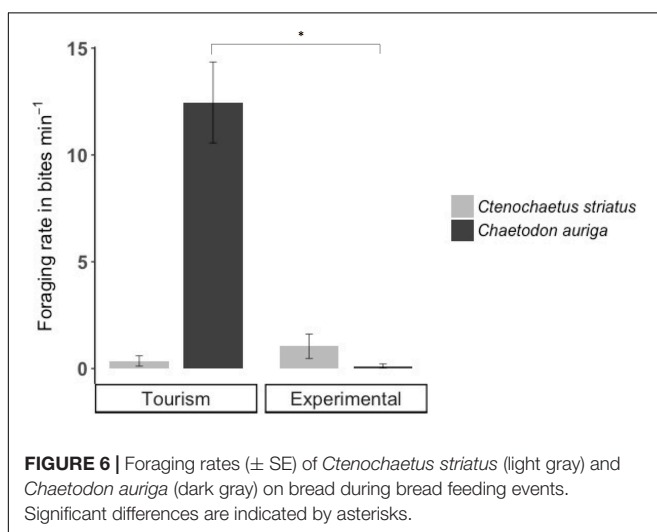 *
15
10
5
0
Foraging rate in bites min⁻¹
Ctenochaetus striatus
Chaetodon auriga
Tourism
Experimental
FIGURE 6 | Foraging rates (± SE) of Ctenochaetus striatus (light gray) and
Chaetodon auriga (dark gray) on bread during bread feeding events.
Significant differences are indicated by asterisks.